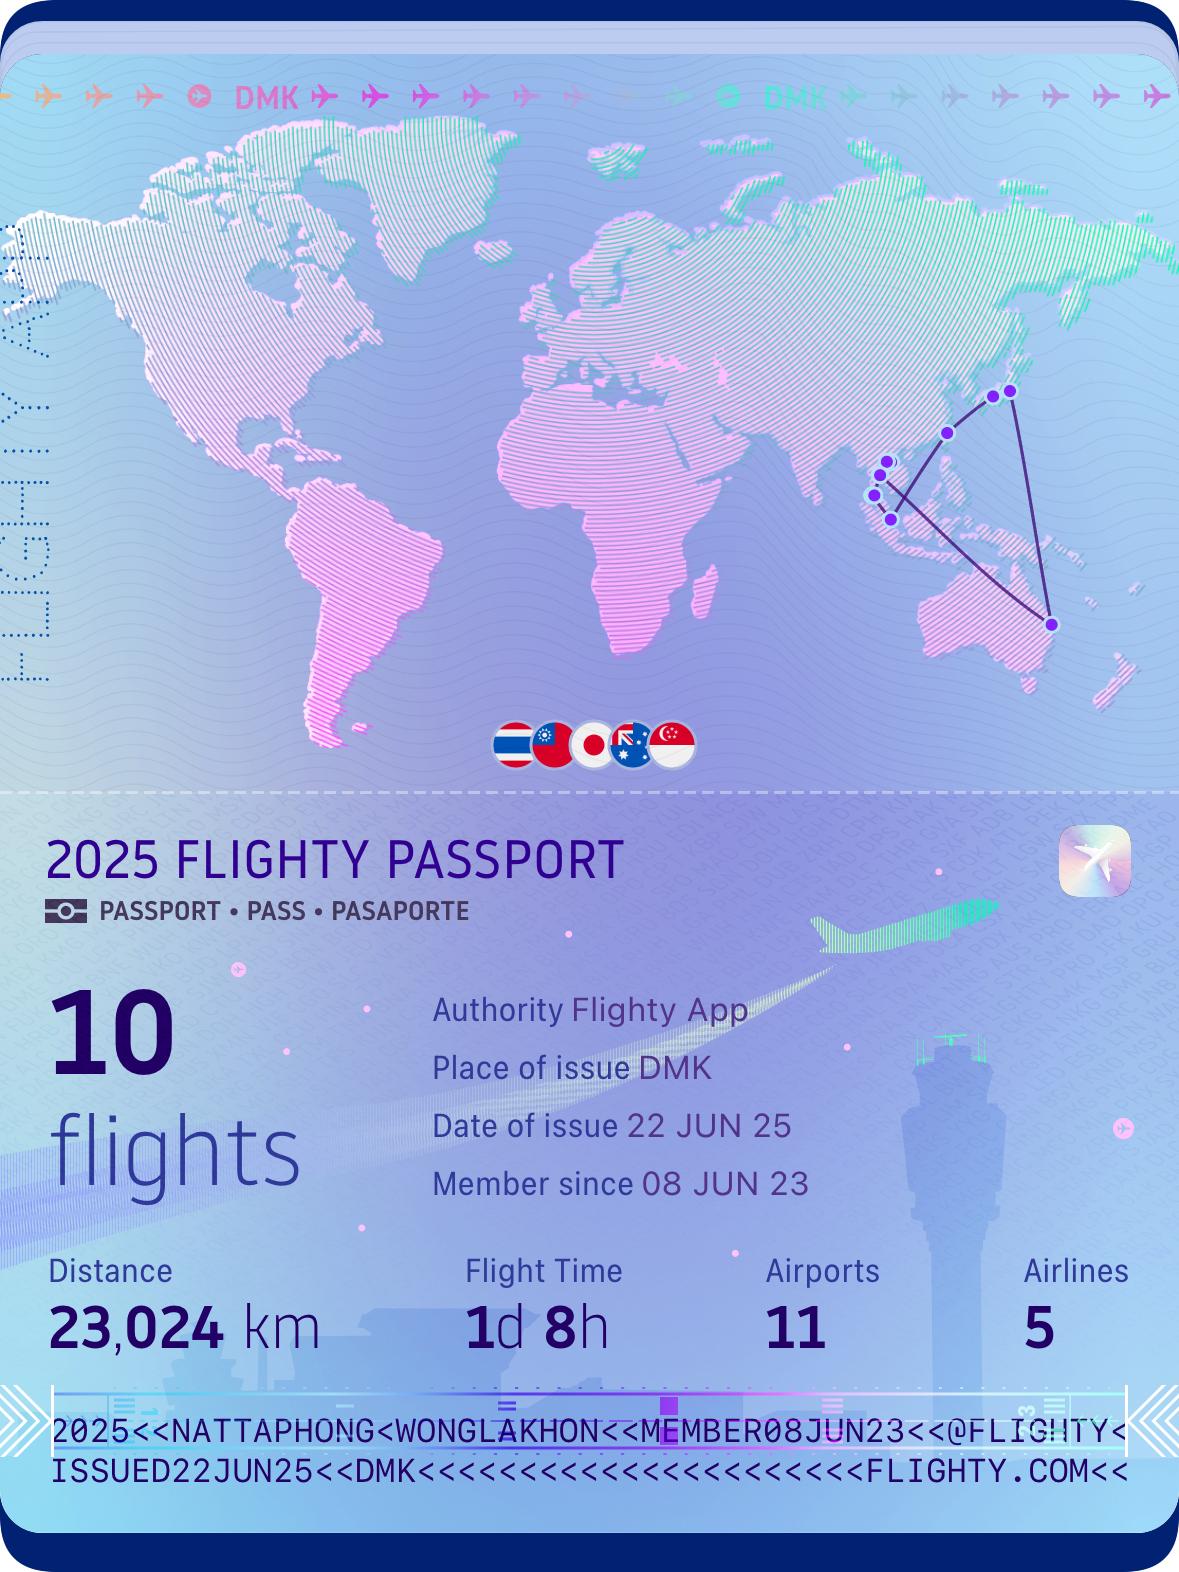 DMK DMK
FLIGHTY
2025 FLIGHTY PASSPORT
PASSPORT • PASS • PASAPORTE
10
flights
Authority Flighty App
Place of issue DMK
Date of issue 22 JUN 25
Member since 08 JUN 23
Distance Flight Time Airports Airlines
23,024 km 1d 8h 11 5
2025<<NATTAPHONG<WONGLAKHON<<MEMBER08JUN23<<@FLIGHTY<
ISSUED22JUN25<<DMK<<<<<<<<<<<<<<<<<<<<<<FLIGHTY.COM<<